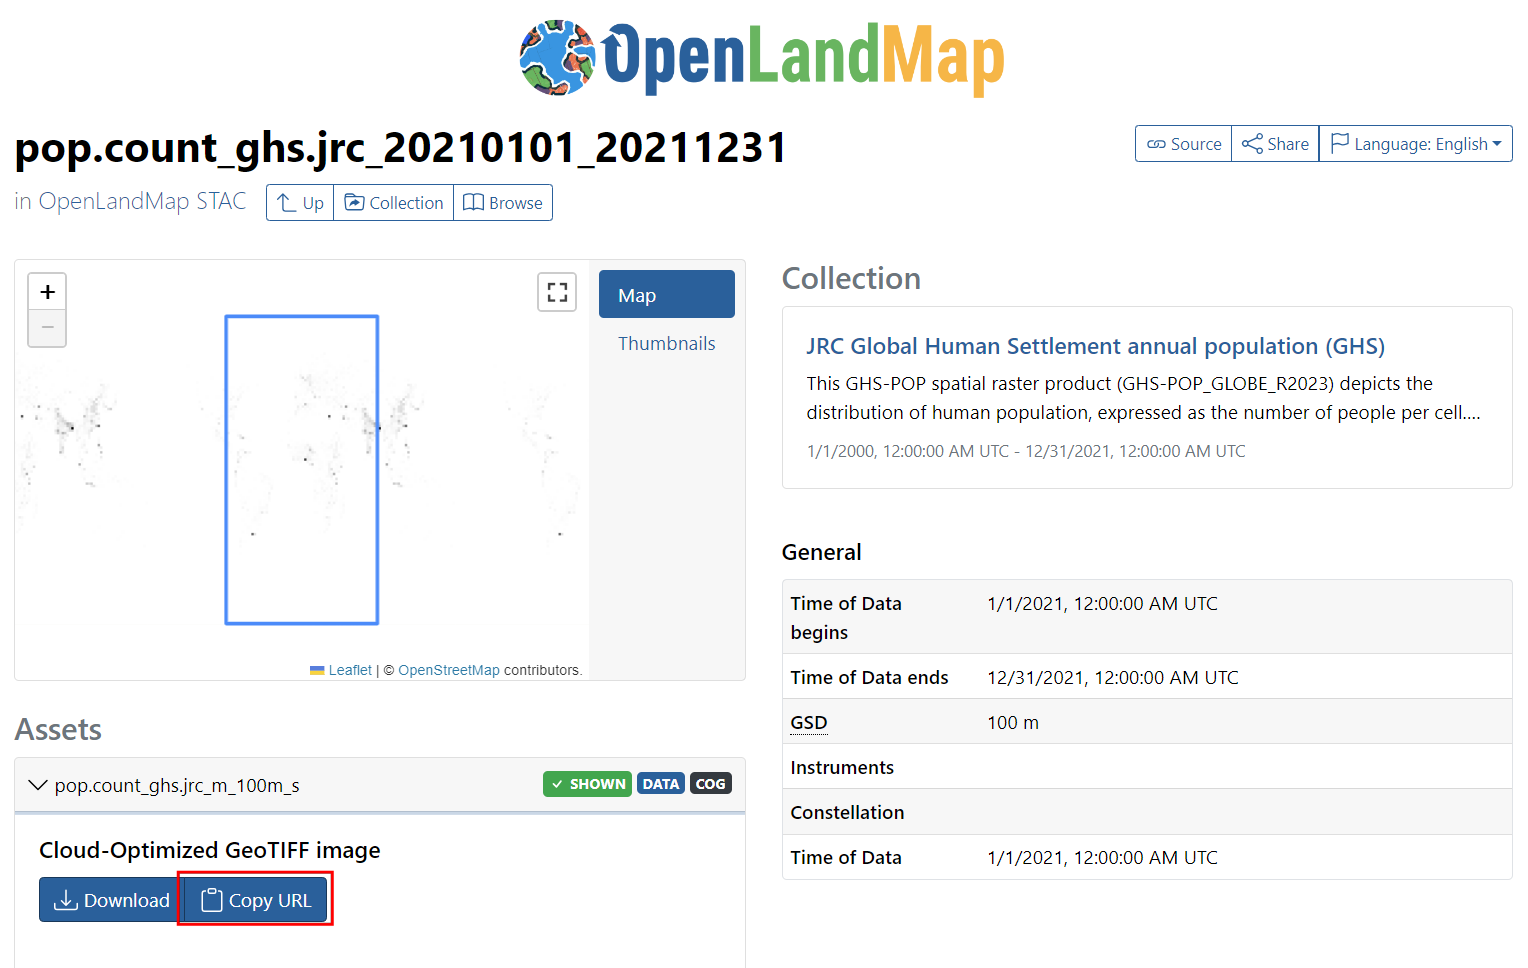 OpenLandMap
pop.count_ghs.jrc_20210101_20211231
Source
Share
Language: English
in OpenLandMap STAC
Up
Collection
Browse
+
−
Map
Thumbnails
Leaflet | © OpenStreetMap contributors.
Collection
JRC Global Human Settlement annual population (GHS)
This GHS-POP spatial raster product (GHS-POP_GLOBE_R2023) depicts the
distribution of human population, expressed as the number of people per cell....
1/1/2000, 12:00:00 AM UTC - 12/31/2021, 12:00:00 AM UTC
General
Time of Data
begins
1/1/2021, 12:00:00 AM UTC
Time of Data ends
12/31/2021, 12:00:00 AM UTC
GSD
100 m
Instruments
Constellation
Time of Data
1/1/2021, 12:00:00 AM UTC
Assets
pop.count_ghs.jrc_m_100m_s
SHOWN
DATA
COG
Cloud-Optimized GeoTIFF image
Download
Copy URL